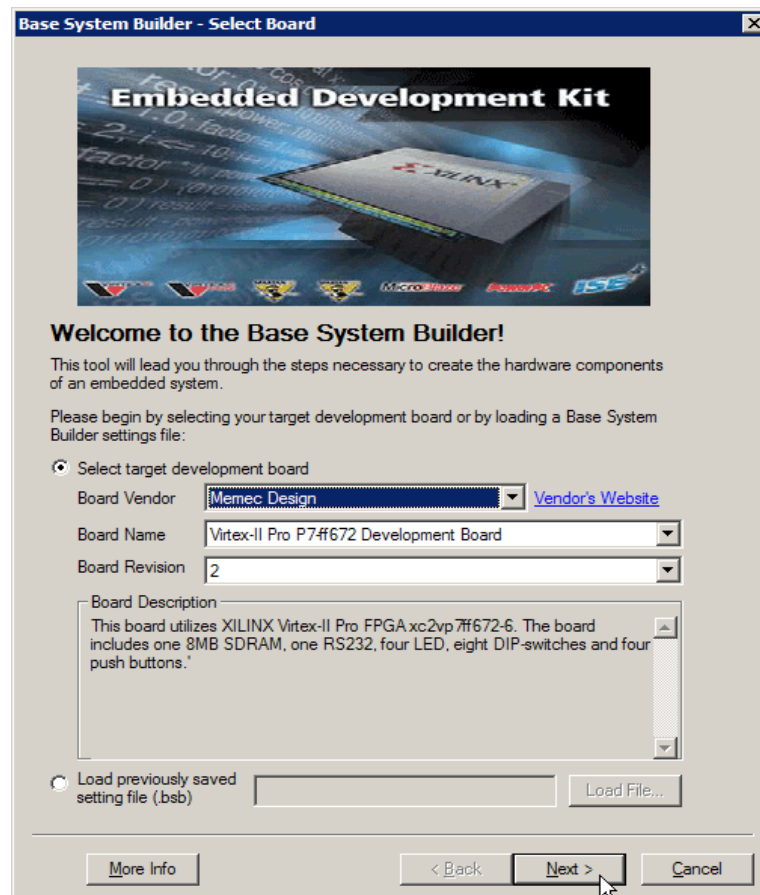 Base System Builder - Select Board
Embedded Development Kit
XILINX
MicroBlaze
PowerPC
ISE
Welcome to the Base System Builder!
This tool will lead you through the steps necessary to create the hardware components
of an embedded system.
Please begin by selecting your target development board or by loading a Base System
Builder settings file:
Select target development board
Board Vendor Memec Design Vendor's Website
Board Name Virtex-II Pro P7-ff672 Development Board
Board Revision 2
Board Description
This board utilizes XILINX Virtex-II Pro FPGA xc2vp7ff672-6. The board
includes one 8MB SDRAM, one RS232, four LED, eight DIP-switches and four
push buttons.'
Load previously saved
setting file (.bsb)
Load File...
More Info < Back Next > Cancel